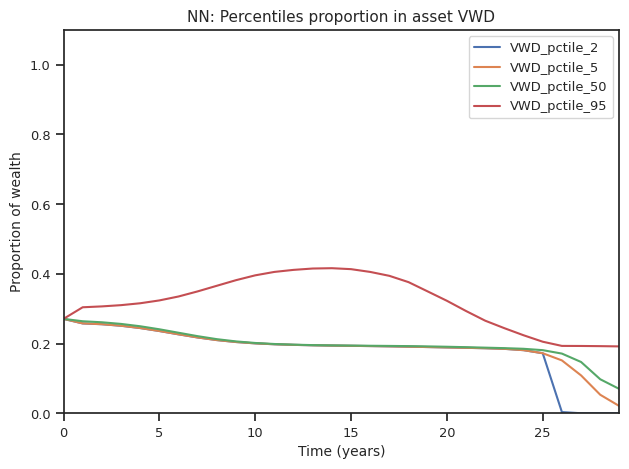 NN: Percentiles proportion in asset VWD
VWD_pctile_2
VWD_pctile_5
VWD_pctile_50
VWD_pctile_95
Proportion of wealth
1.0
0.8
0.6
0.4
0.2
0.0
0 5 10 15 20 25
Time (years)